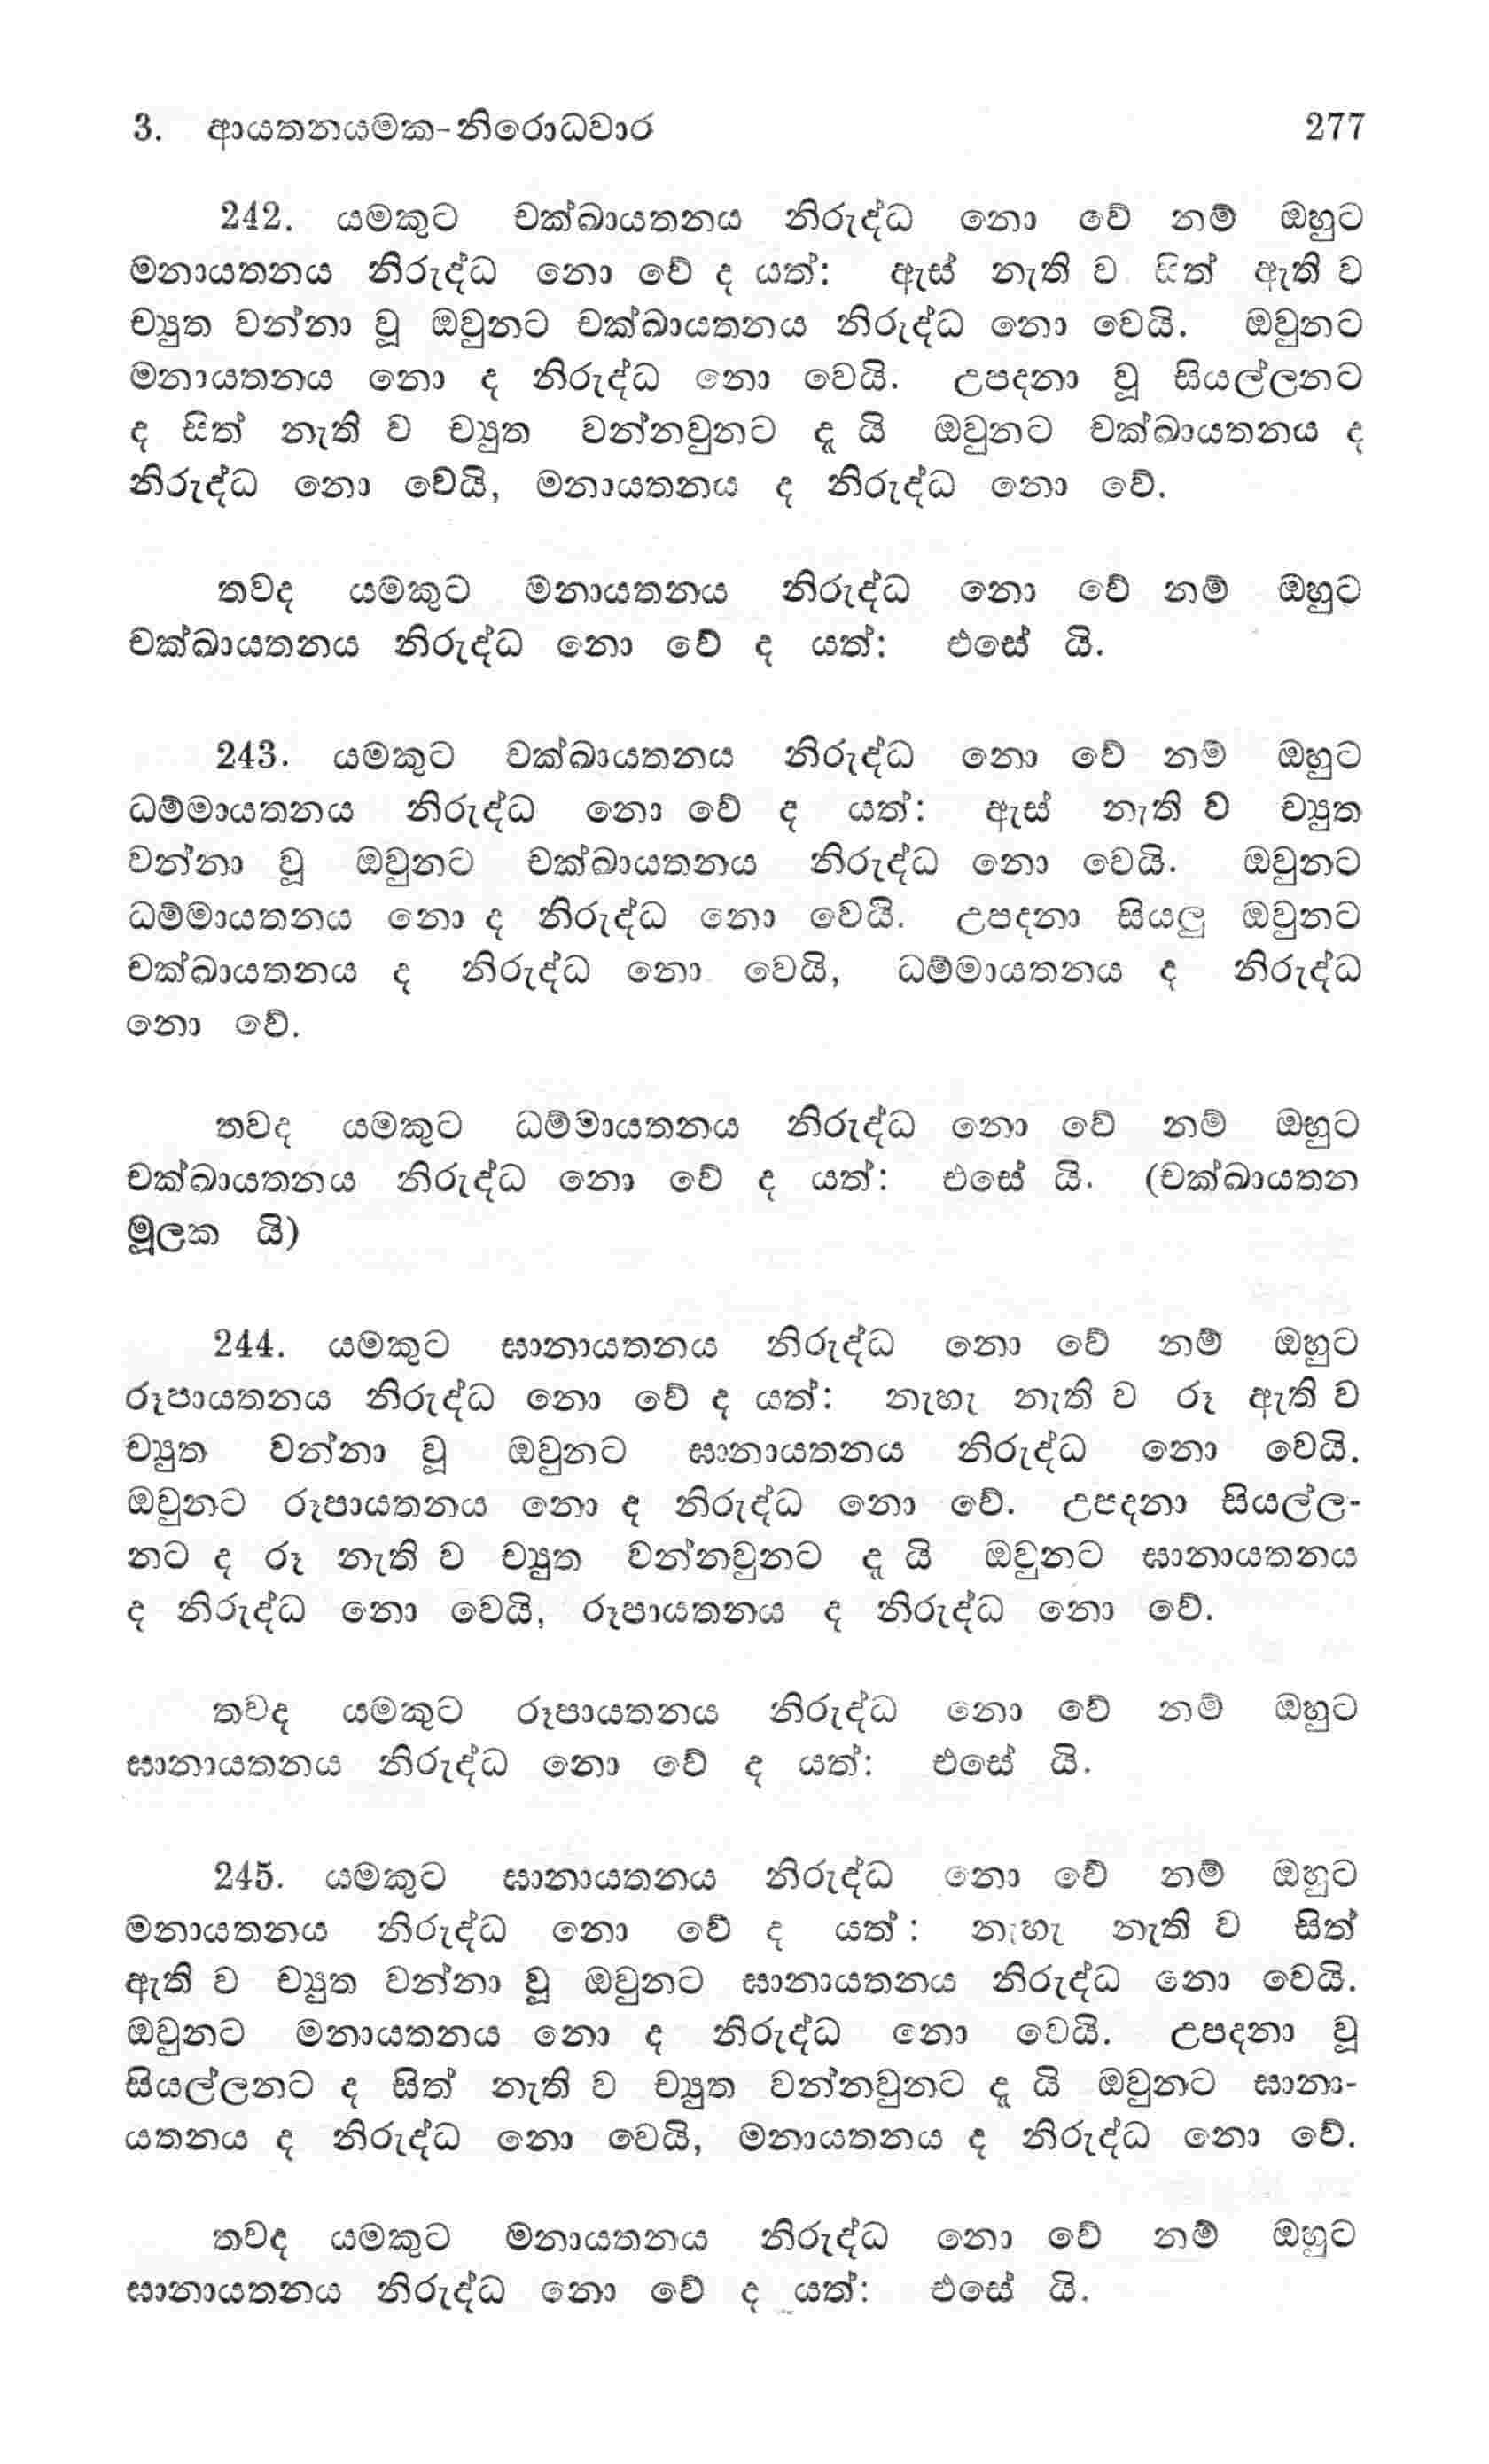 3. ආයතනයමක-නිරොධවාර 277
242. යමකුට චක්ඛායතනය නිරුද්ධ නො වේ නම් ඔහුට
මනායතනය නිරුද්ධ නො වේ ද යත්: ඇස් නැති ව සිත් ඇති ව
ච්‍යුත වන්නා වූ ඔවුනට චක්ඛායතනය නිරුද්ධ නො වෙයි. ඔවුනට
මනායතනය නො ද නිරුද්ධ නො වෙයි. උපදනා වූ සියල්ලනට
ද සිත් නැති ව ච්‍යුත වන්නවුනට දූ යි ඔවුනට චක්ඛායතනය ද
නිරුද්ධ නො වෙයි, මනායතනය ද නිරුද්ධ නො වේ.
තවද යමකුට මනායතනය නිරුද්ධ නො වේ නම් ඔහුට
චක්ඛායතනය නිරුද්ධ නො වේ ද යත්: එසේ යි.
243. යමකුට චක්ඛායතනය නිරුද්ධ නො වේ නම් ඔහුට
ධම්මායතනය නිරුද්ධ නො වේ ද යත්: ඇස් නැති ව ච්‍යුත
වන්නා වූ ඔවුනට චක්ඛායතනය නිරුද්ධ නො වෙයි. ඔවුනට
ධම්මායතනය නො ද නිරුද්ධ නො වෙයි. උපදනා සියලු ඔවුනට
චක්ඛායතනය ද නිරුද්ධ නො වෙයි, ධම්මායතනය ද නිරුද්ධ
නො වේ.
තවද යමකුට ධම්මායතනය නිරුද්ධ නො වේ නම් ඔහුට
චක්ඛායතනය නිරුද්ධ නො වේ ද යත්: එසේ යි. (චක්ඛායතන
මූලක යි)
244. යමකුට ඝානායතනය නිරුද්ධ නො වේ නම් ඔහුට
රූපායතනය නිරුද්ධ නො වේ ද යත්: නැහැ නැති ව රූ ඇති ව
ච්‍යුත වන්නා වූ ඔවුනට ඝානායතනය නිරුද්ධ නො වෙයි.
ඔවුනට රූපායතනය නො ද නිරුද්ධ නො වේ. උපදනා සියල්ල-
නට ද රූ නැති ව ච්‍යුත වන්නවුනට දූ යි ඔවුනට ඝානායතනය
ද නිරුද්ධ නො වෙයි, රූපායතනය ද නිරුද්ධ නො වේ.
තවද යමකුට රූපායතනය නිරුද්ධ නො වේ නම් ඔහුට
ඝානායතනය නිරුද්ධ නො වේ ද යත්: එසේ යි.
245. යමකුට ඝානායතනය නිරුද්ධ නො වේ නම් ඔහුට
මනායතනය නිරුද්ධ නො වේ ද යත්: නැහැ නැති ව සිත්
ඇති ව ච්‍යුත වන්නා වූ ඔවුනට ඝානායතනය නිරුද්ධ නො වෙයි.
ඔවුනට මනායතනය නො ද නිරුද්ධ නො වෙයි. උපදනා වූ
සියල්ලනට ද සිත් නැති ව ච්‍යුත වන්නවුනට දූ යි ඔවුනට ඝානා-
යතනය ද නිරුද්ධ නො වෙයි, මනායතනය ද නිරුද්ධ නො වේ.
තවද යමකුට මනායතනය නිරුද්ධ නො වේ නම් ඔහුට
ඝානායතනය නිරුද්ධ නො වේ ද යත්: එසේ යි.